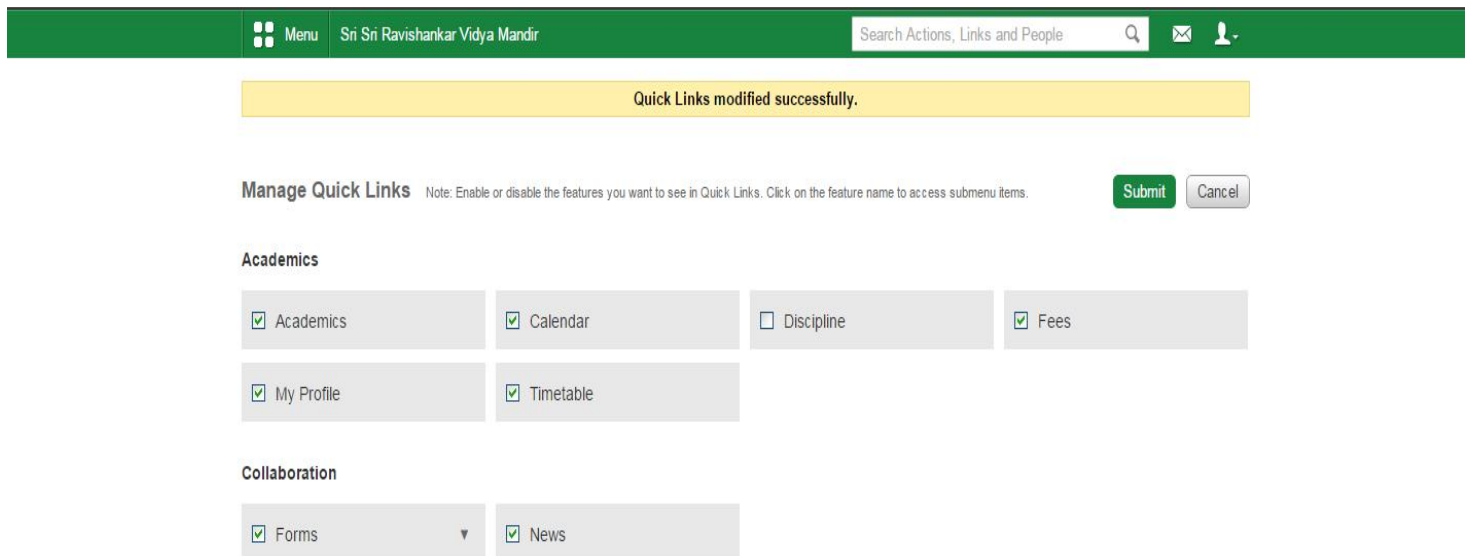 Menu Sri Sri Ravishankar Vidya Mandir Search Actions, Links and People
Quick Links modified successfully.
Manage Quick Links Note: Enable or disable the features you want to see in Quick Links. Click on the feature name to access submenu items. Submit Cancel
Academics
Academics Calendar Discipline Fees
My Profile Timetable
Collaboration
Forms News